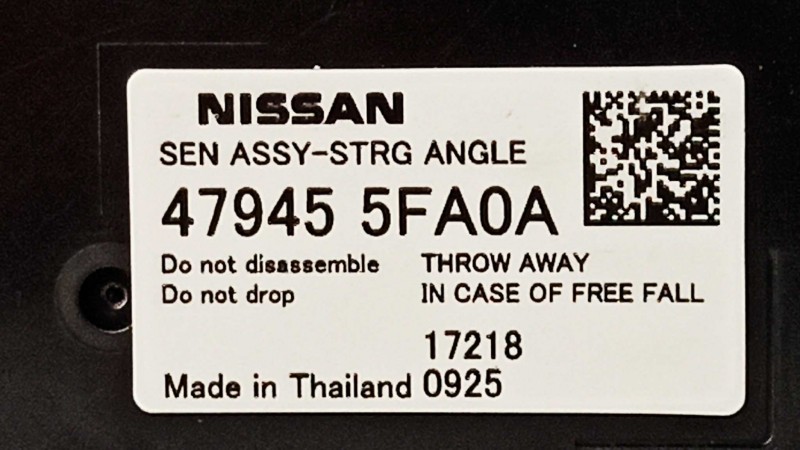 NISSAN
SEN ASSY-STRG ANGLE
47945 5FA0A
Do not disassemble THROW AWAY
Do not drop IN CASE OF FREE FALL
17218
Made in Thailand 0925